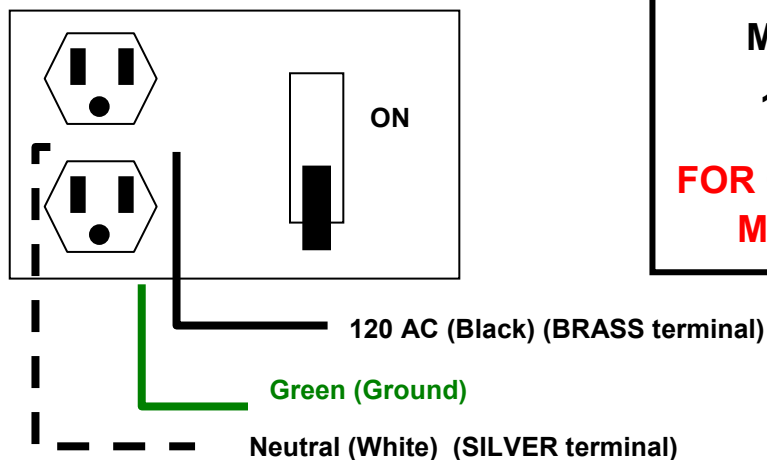 ON
FOR
120 AC (Black) (BRASS terminal)
Green (Ground)
Neutral (White) (SILVER terminal)